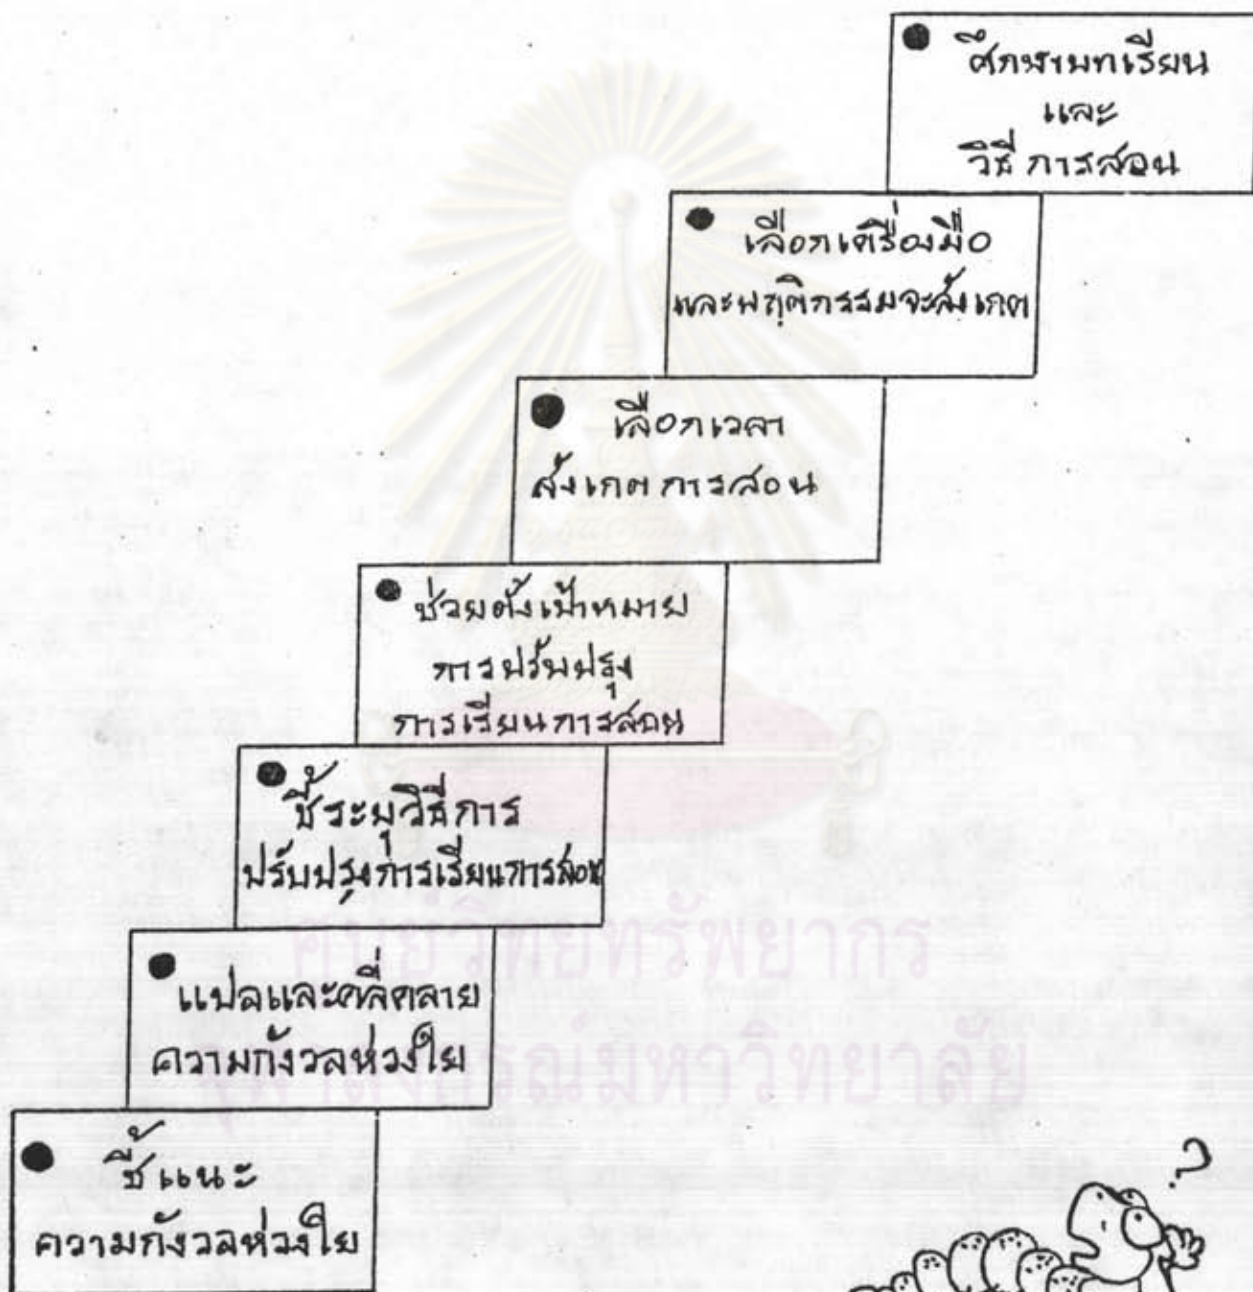 ศึกษาบทเรียน
และ
วิธีการสอน
เลือกเครื่องมือ
และพฤติกรรมจะสังเกต
เลือกเวลา
สังเกตการสอน
ช่วยตั้งเป้าหมาย
การปรับปรุง
การเรียนการสอน
ชี้ระบุวิธีการ
ปรับปรุงการเรียนการสอน
แปลและคลี่คลาย
ความกังวลห่วงใย
ชี้แนะ
ความกังวลห่วงใย
?
ศูนย์วิทยทรัพยากร
จุฬาลงกรณ์มหาวิทยาลัย